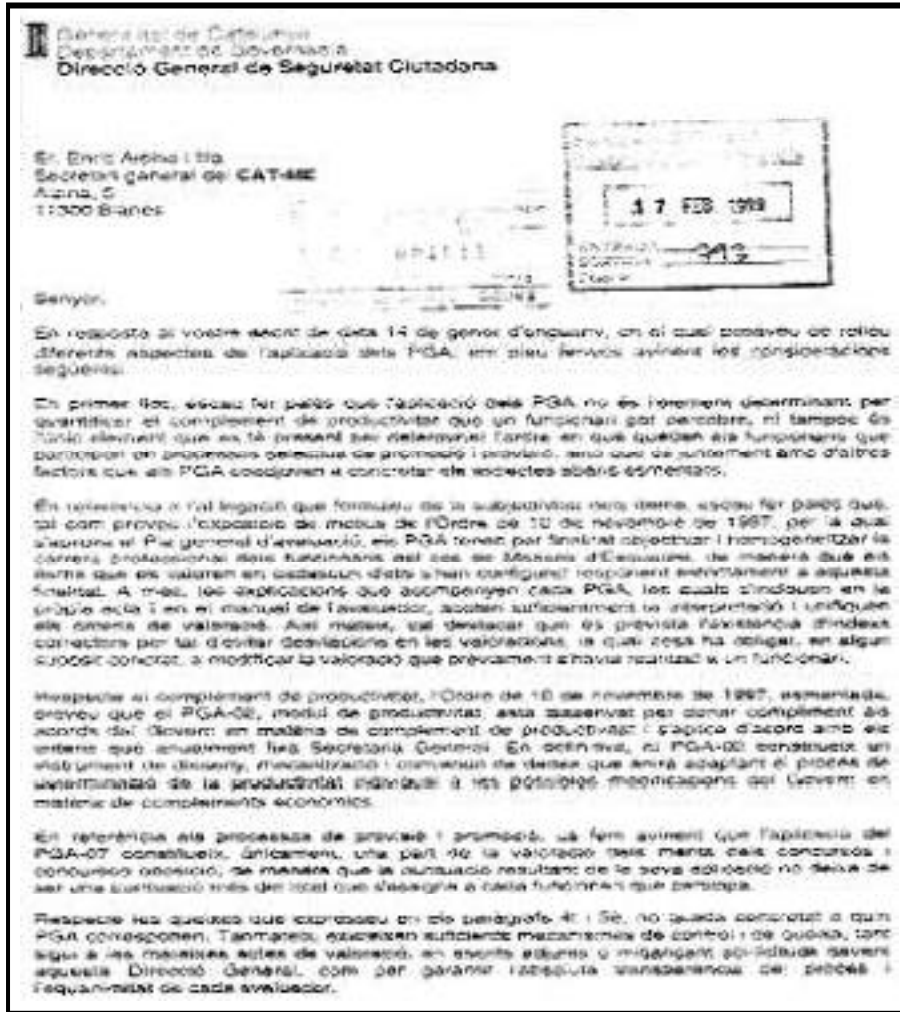 Generalitat de Catalunya
Departament de Governació
Direcció General de Seguretat Ciutadana
Sr. Enric
Secretari general del CAT-ME
5
Blanes
17 FEB. 1999
Senyor,
En resposta al vostre escrit de data 14 de gener d'enguany, en el qual posàveu de relleu
diferents aspectes de l'aplicació dels PGA, em plau fer-vos avinent les consideracions
següents:
En primer lloc, escau fer palès que l'aplicació dels PGA no és l'element determinant per
quantificar el complement de productivitat que un funcionari pot percebre, ni tampoc és
l'únic element que es té present per determinar l'ordre en què queden els funcionaris que
participen en processos selectius de promoció i provisió, sinó que és juntament amb d'altres
factors que els PGA coadjuven a concretar els aspectes abans esmentats.
En referència a l'al·legació que formuleu de la subjectivitat dels ítems, escau fer palès que,
tal com preveu l'exposició de motius de l'Ordre de 10 de novembre de 1997, per la qual
s'aprova el Pla general d'avaluació, els PGA tenen per finalitat objectivar i homogeneïtzar la
carrera professional dels funcionaris del cos de Mossos d'Esquadra, de manera que els
ítems que es valoren en cadascun d'ells s'han configurat responent estrictament a aquesta
finalitat. A més, les explicacions que acompanyen cada PGA, les quals s'inclouen en la
pròpia acta i en el manual de l'avaluador, acoten suficientment la interpretació i unifiquen
els criteris de valoració. Així mateix, cal destacar que és prevista l'existència d'índexs
correctors per tal d'evitar desviacions en les valoracions, la qual cosa ha obligat, en algun
supòsit concret, a modificar la valoració que prèviament s'havia realitzat a un funcionari.
Respecte al complement de productivitat, l'Ordre de 10 de novembre de 1997, esmentada,
preveu que el PGA-02, mòdul de productivitat, està dissenyat per donar compliment als
acords del Govern en matèria de complement de productivitat i s'aplica d'acord amb els
criteris que anualment fixa Secretaria General. En definitiva, el PGA-02 constitueix un
instrument de disseny, mecanització i conversió de dades que anirà adaptant el procés de
determinació de la productivitat individual a les possibles modificacions del Govern en
matèria de complements econòmics.
En referència als processos de provisió i promoció, us fem avinent que l'aplicació del
PGA-07 constitueix, únicament, una part de la valoració dels mèrits dels concursos i
concursos oposició, de manera que la puntuació resultant de la seva aplicació no deixa de
ser una puntuació més del total que s'assigna a cada funcionari que participa.
Respecte les queixes que expresseu en els paràgrafs 4t i 5è, no queda concretat a quin
PGA corresponen. Tanmateix, existeixen suficients mecanismes de control i de queixa, tant
sigui a les mateixes actes de valoració, en escrits adjunts o mitjançant sol·licitud davant
aquesta Direcció General, com per garantir l'absoluta transparència del procés i
l'equanimitat de cada avaluador.